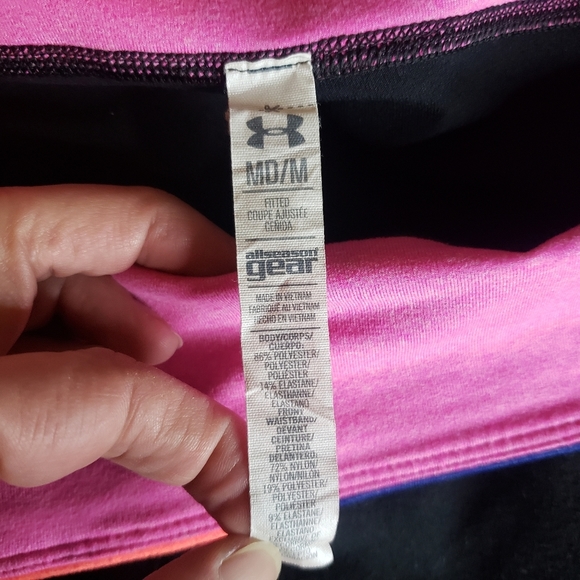 MD/M
FITTED
COUPE AJUSTÉE
CEÑIDA
allseason
gear
MADE IN VIETNAM
FABRIQUÉ AU VIETNAM
HECHO EN VIETNAM
BODY/CORPS/
CUERPO:
86% POLYESTER/
POLYESTER/
POLIÉSTER
14% ELASTANE/
ÉLASTHANNE/
ELASTANO
FRONT
WAISTBAND/
DEVANT
CEINTURE/
PRETINA
DELANTERO:
72% NYLON/
NYLON/NILÓN
19% POLYESTER/
POLYESTER/
POLIÉSTER
9% ELASTANE/